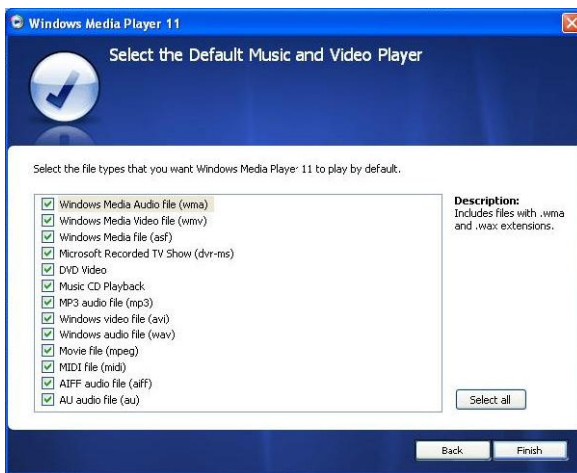 Windows Media Player 11
Select the Default Music and Video Player
Select the file types that you want Windows Media Player 11 to play by default.
Windows Media Audio file (wma)
Windows Media Video file (wmv)
Windows Media file (asf)
Microsoft Recorded TV Show (dvr-ms)
DVD Video
Music CD Playback
MP3 audio file (mp3)
Windows video file (avi)
Windows audio file (wav)
Movie file (mpeg)
MIDI file (midi)
AIFF audio file (aiff)
AU audio file (au)
Description:
Includes files with .wma
and .wax extensions.
Select all
Back
Finish